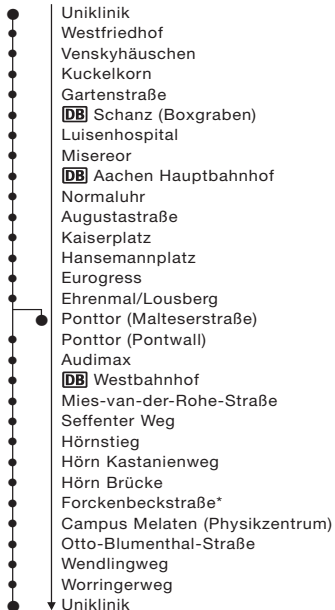 Uniklinik
Westfriedhof
Venskyhäuschen
Kuckelkorn
Gartenstraße
DB Schanz (Boxgraben)
Luisenhospital
Misereor
DB Aachen Hauptbahnhof
Normaluhr
Augustastraße
Kaiserplatz
Hansemannplatz
Eurogress
Ehrenmal/Lousberg
Ponttor (Malteserstraße)
Ponttor (Pontwall)
Audimax
DB Westbahnhof
Mies-van-der-Rohe-Straße
Seffenter Weg
Hörnstieg
Hörn Kastanienweg
Hörn Brücke
Forckenbeckstraße*
Campus Melaten (Physikzentrum)
Otto-Blumenthal-Straße
Wendlingweg
Worringerweg
Uniklinik